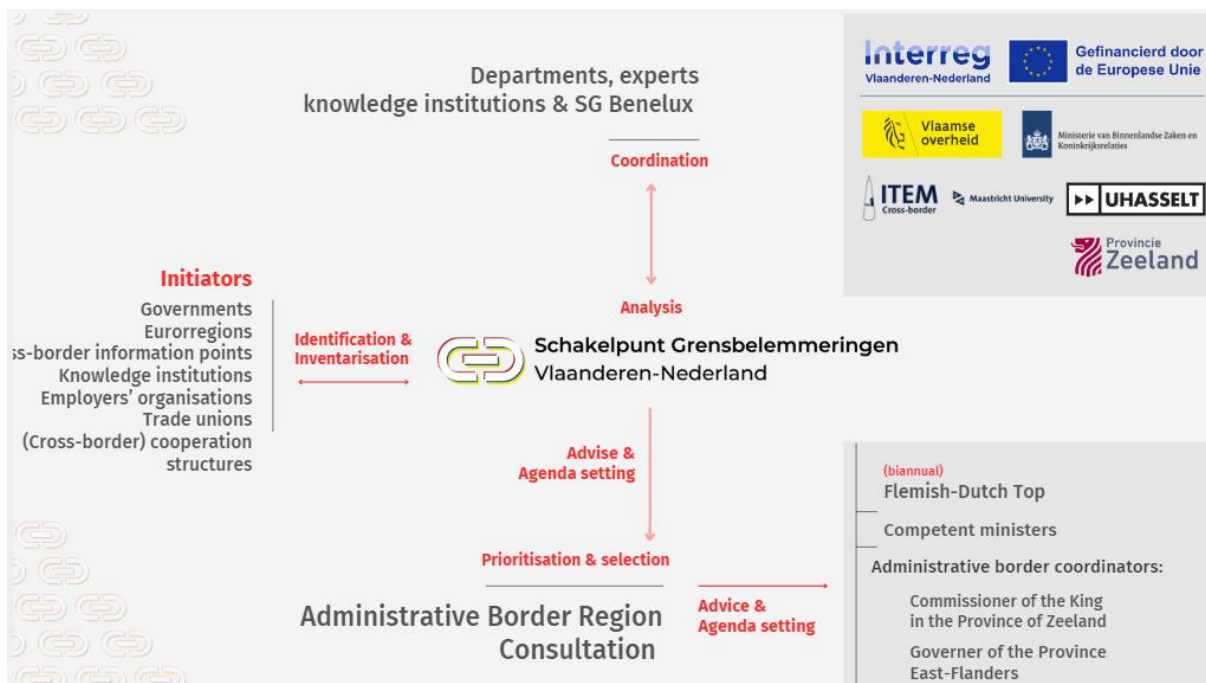 Departments, experts
knowledge institutions & SG Benelux
Coordination
Interreg
Vlaanderen-Nederland
Gefinancierd door
de Europese Unie
Vlaamse
overheid
Ministerie van Binnenlandse Zaken en
Koninkrijksrelaties
ITEM
Cross-border
Maastricht University
UHASSELT
Provincie
Zeeland
Initiators
Governments
Eurorregions
ss-border information points
Knowledge institutions
Employers' organisations
Trade unions
(Cross-border) cooperation
structures
Identification &
Inventarisation
Analysis
Schakelpunt Grensbelemmeringen
Vlaanderen-Nederland
Advise &
Agenda setting
Prioritisation & selection
Administrative Border Region
Consultation
Advice &
Agenda setting
(biannual)
Flemish-Dutch Top
Competent ministers
Administrative border coordinators:
Commissioner of the King
in the Province of Zeeland
Governer of the Province
East-Flanders